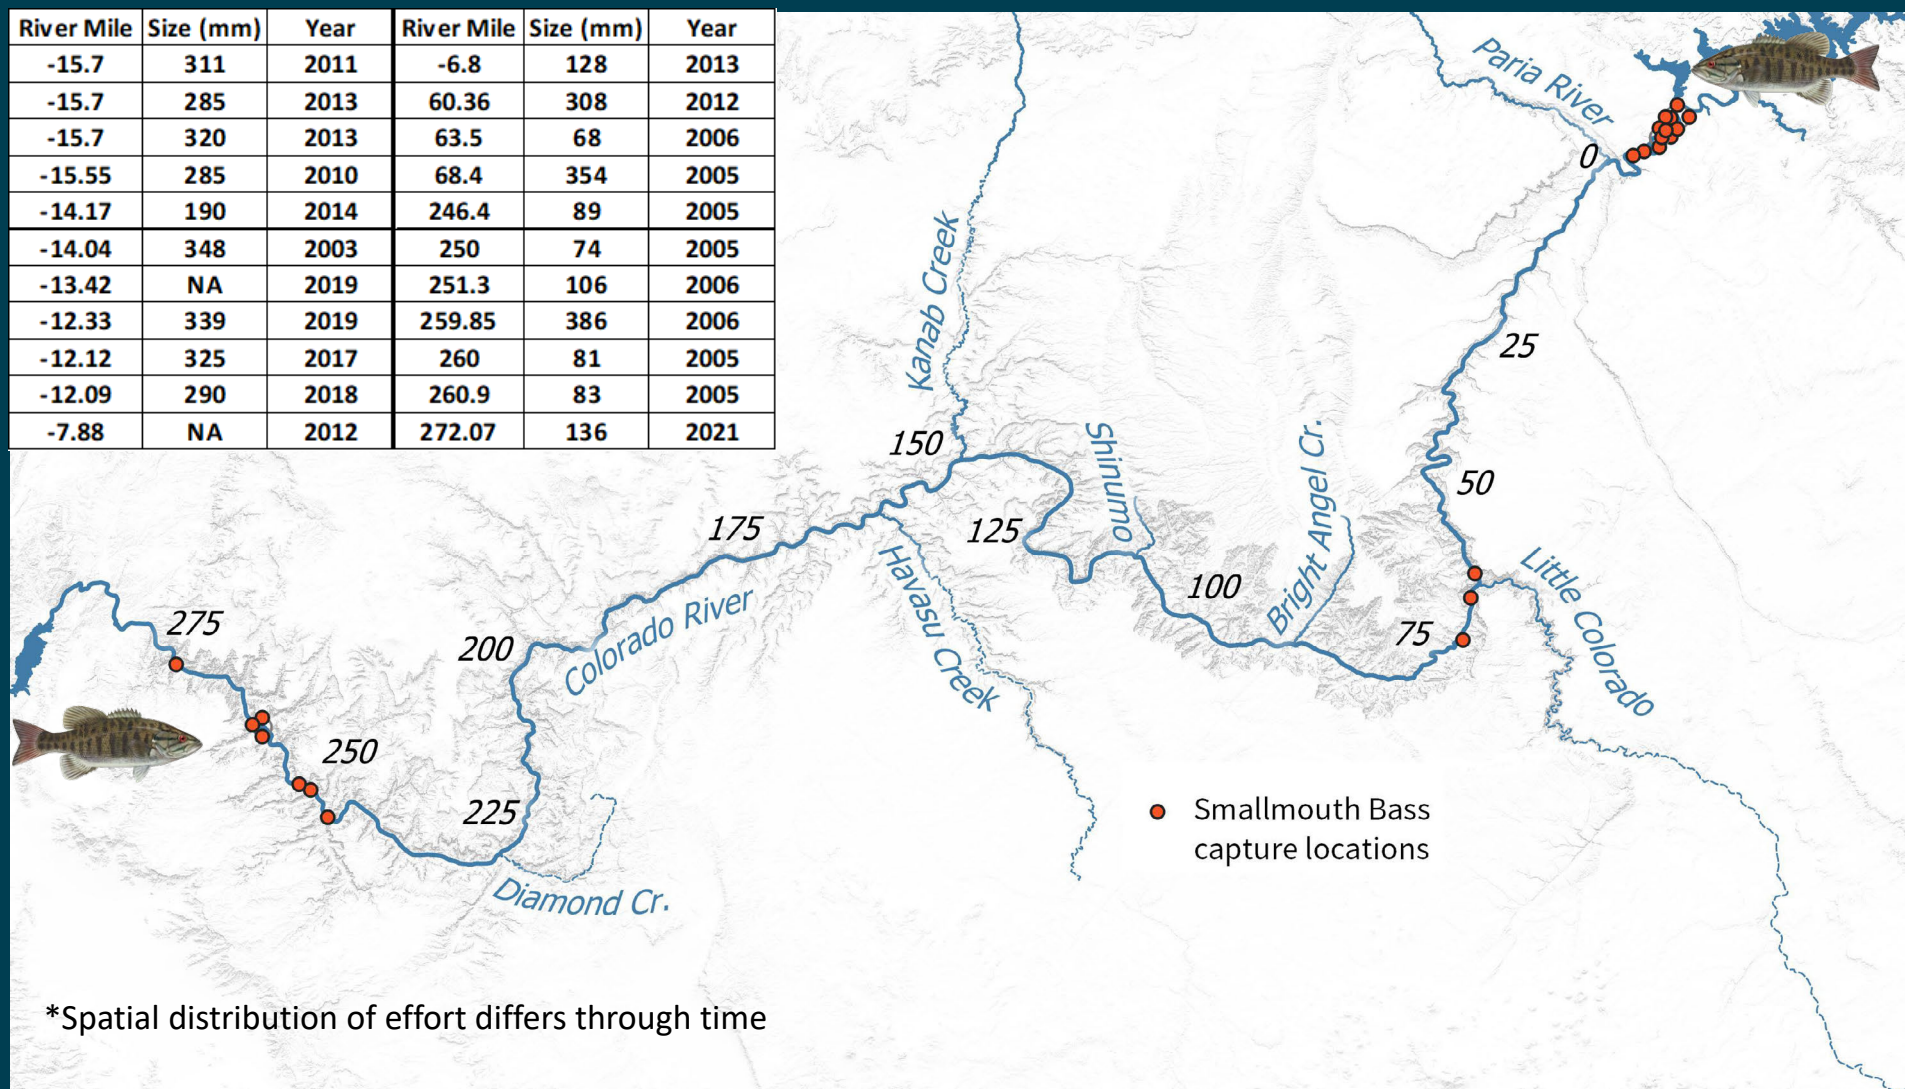 River Mile Size (mm) Year River Mile Size (mm) Year
-15.7 311 2011 -6.8 128 2013
-15.7 285 2013 60.36 308 2012
-15.7 320 2013 63.5 68 2006
-15.55 285 2010 68.4 354 2005
-14.17 190 2014 246.4 89 2005
-14.04 348 2003 250 74 2005
-13.42 NA 2019 251.3 106 2006
-12.33 339 2019 259.85 386 2006
-12.12 325 2017 260 81 2005
-12.09 290 2018 260.9 83 2005
-7.88 NA 2012 272.07 136 2021
Paria River
0
25
Kanab Creek
150
Shinumo
Bright Angel Cr.
50
175
125
Havasu Creek
100
Little Colorado
275
Colorado River
200
75
250
225
Diamond Cr.
Smallmouth Bass
capture locations
*Spatial distribution of effort differs through time